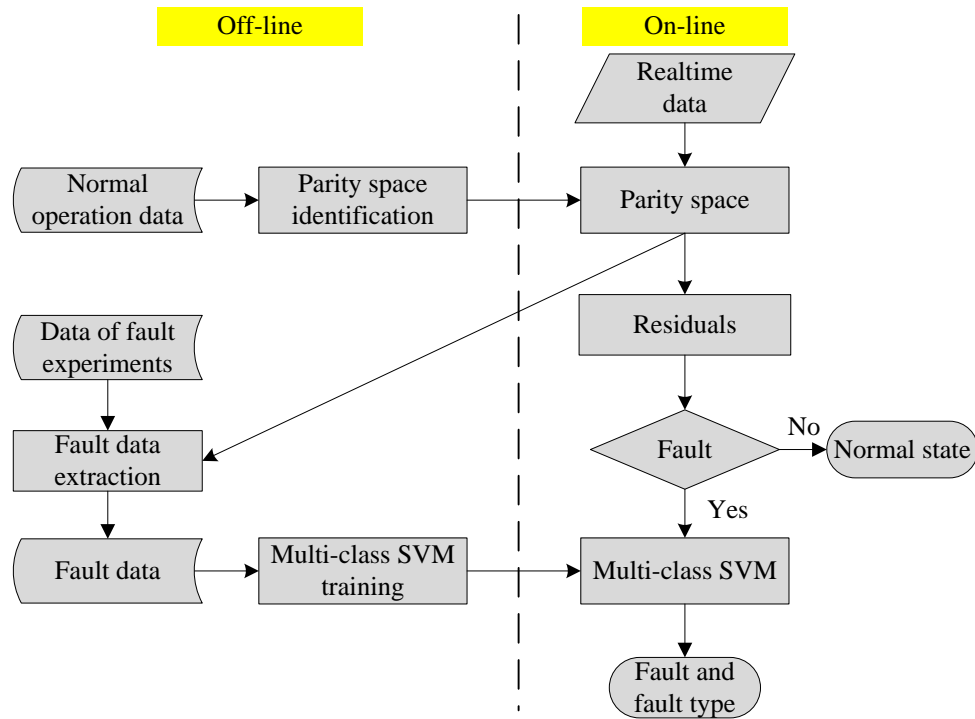 Off-line
On-line
Realtime
data
Normal
operation data
Parity space
identification
Parity space
Residuals
Data of fault
experiments
Fault data
extraction
Fault
No
Normal state
Yes
Fault data
Multi-class SVM
training
Multi-class SVM
Fault and
fault type